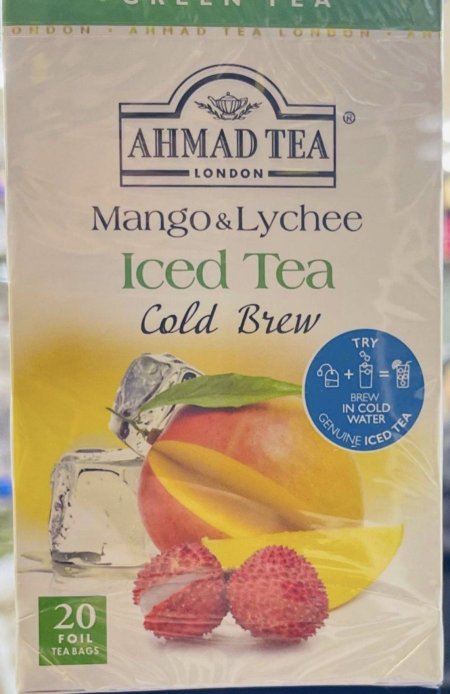 GREEN TEA
ONDON • AHMAD TEA LONDON • AH
AHMAD TEA ®
LONDON
Mango & Lychee
Iced Tea
Cold Brew
TRY
+ =
BREW
IN COLD
WATER
GENUINE ICED TEA
20
FOIL
TEA BAGS